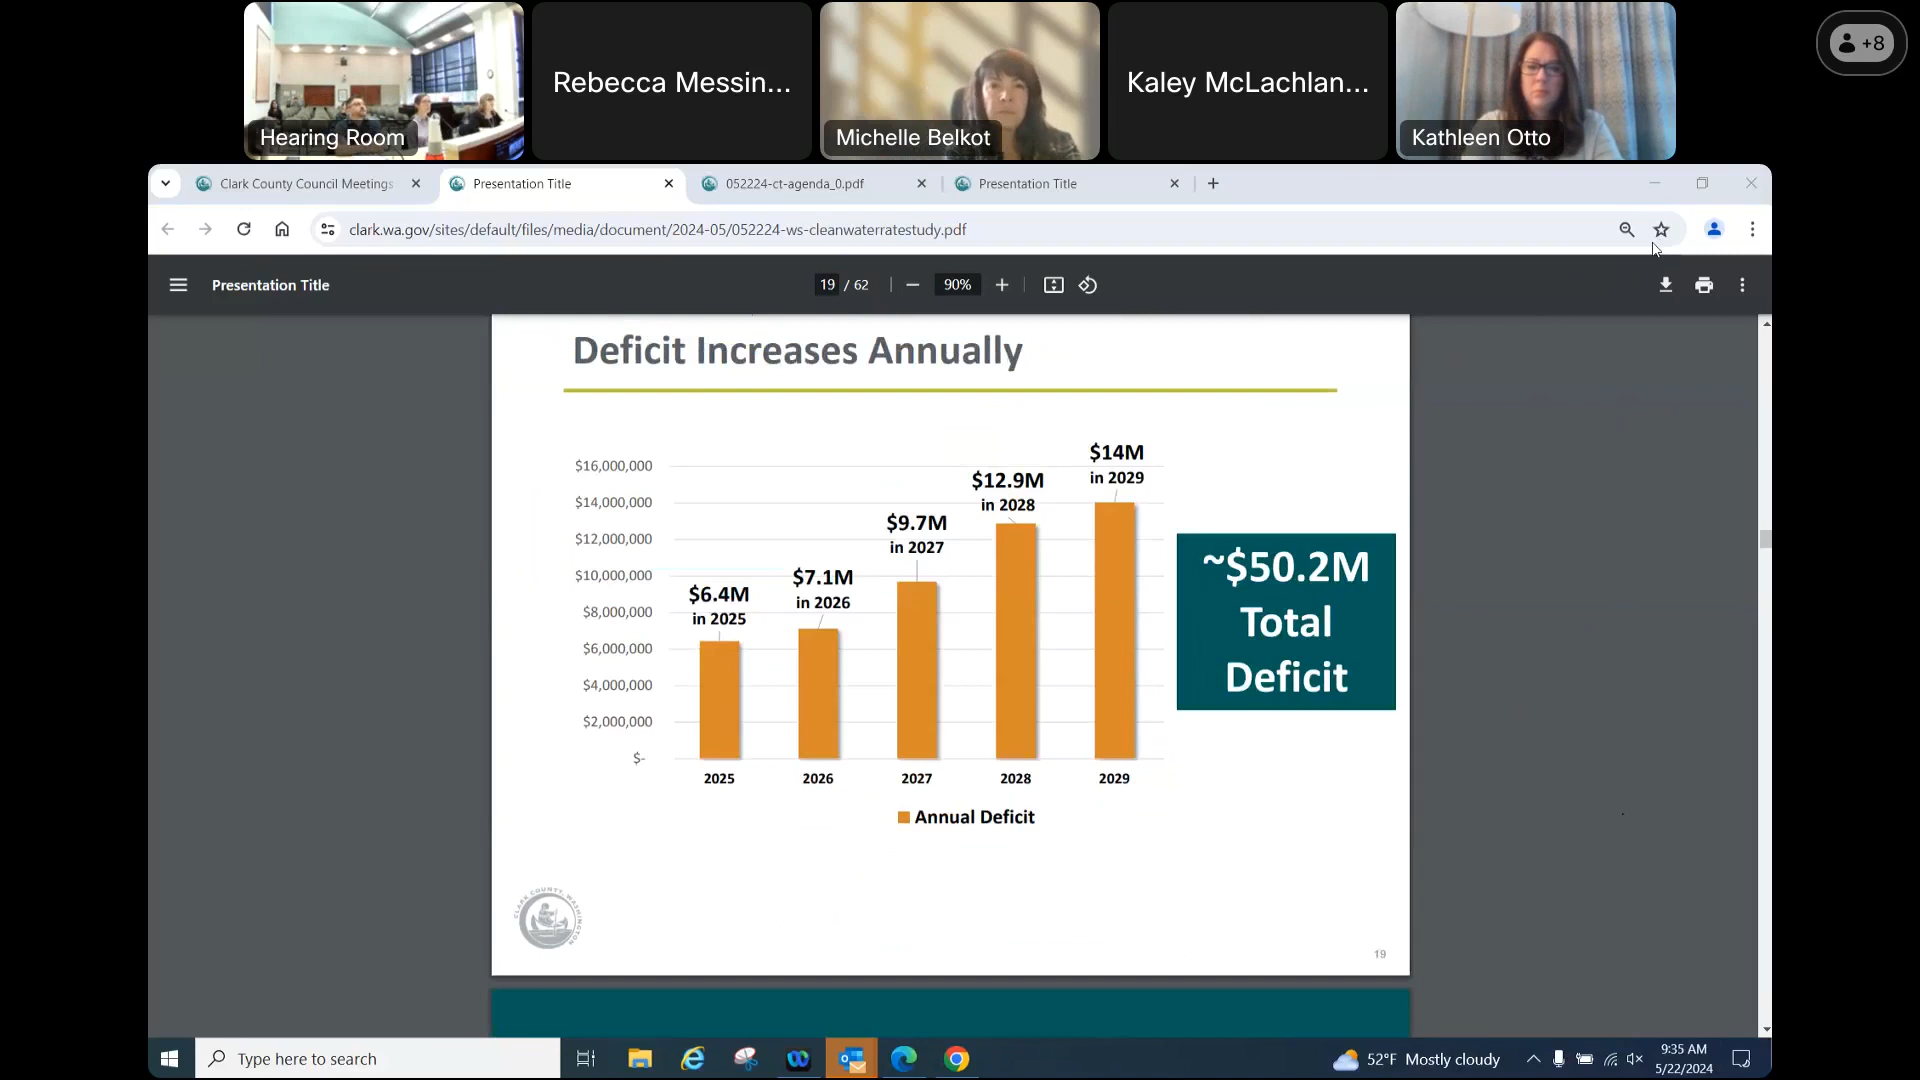 Hearing Room
Rebecca Messin...
Michelle Belkot
Kaley McLachlan...
Kathleen Otto
+8
Clark County Council Meetings
Presentation Title
052224-ct-agenda_0.pdf
Presentation Title
clark.wa.gov/sites/default/files/media/document/2024-05/052224-ws-cleanwaterratestudy.pdf
Presentation Title
19 / 62
90%
Deficit Increases Annually
$16,000,000
$14,000,000
$12,000,000
$10,000,000
$8,000,000
$6,000,000
$4,000,000
$2,000,000
$-
$6.4M
in 2025
$7.1M
in 2026
$9.7M
in 2027
$12.9M
in 2028
$14M
in 2029
2025
2026
2027
2028
2029
Annual Deficit
~$50.2M
Total
Deficit
CLARK COUNTY, WASHINGTON
19
Type here to search
52°F Mostly cloudy
9:35 AM
5/22/2024